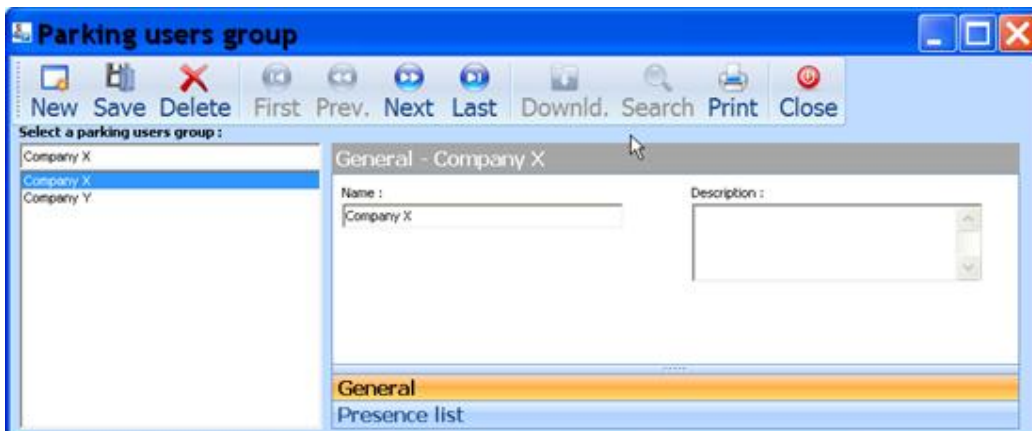 Parking users group
New Save Delete First Prev. Next Last Downld. Search Print Close
Select a parking users group :
Company X
Company X
Company Y
General - Company X
Name :
Company X
Description :
General
Presence list